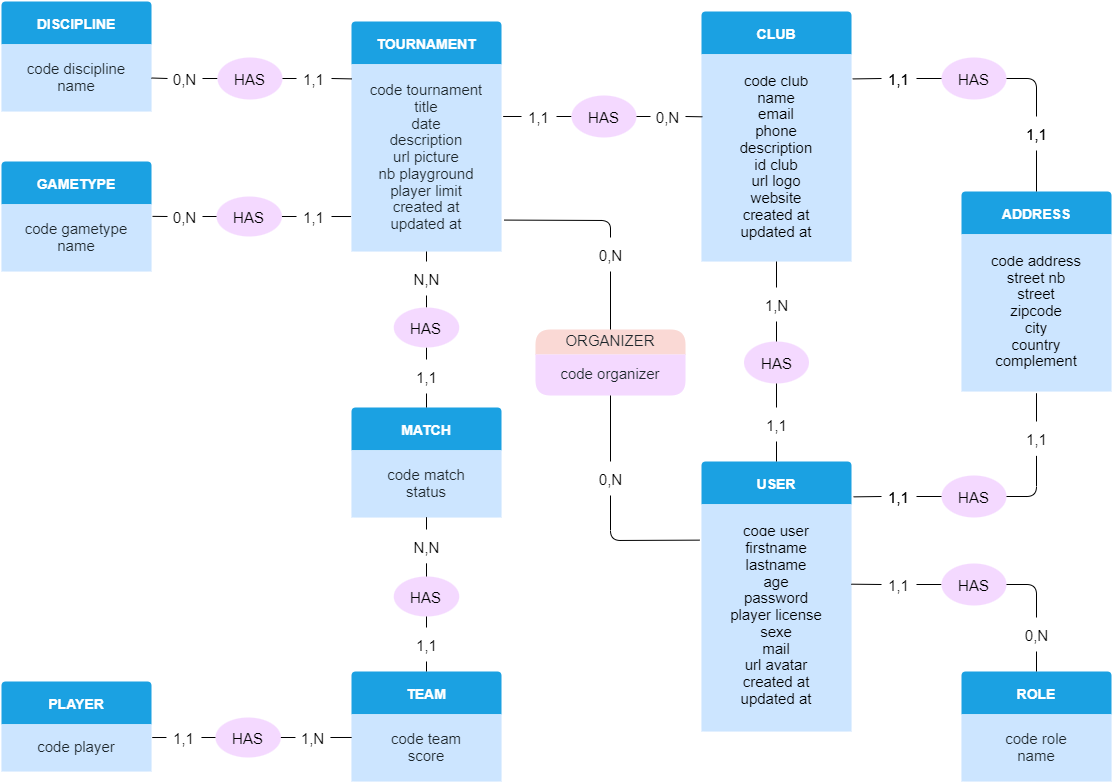 DISCIPLINE
code discipline
name
0,N
HAS
1,1
TOURNAMENT
code tournament
title
date
description
url picture
nb playground
player limit
created at
updated at
1,1
HAS
0,N
CLUB
code club
name
email
phone
description
id club
url logo
website
created at
updated at
1,1
HAS
1,1
GAMETYPE
code gametype
name
0,N
HAS
1,1
ADDRESS
code address
street nb
street
zipcode
city
country
complement
N,N
HAS
1,1
0,N
ORGANIZER
code organizer
0,N
1,N
HAS
1,1
MATCH
code match
status
1,1
HAS
1,1
USER
code user
firstname
lastname
age
password
player license
sexe
mail
url avatar
created at
updated at
N,N
HAS
1,1
1,1
HAS
0,N
PLAYER
code player
1,1
HAS
1,N
TEAM
code team
score
ROLE
code role
name